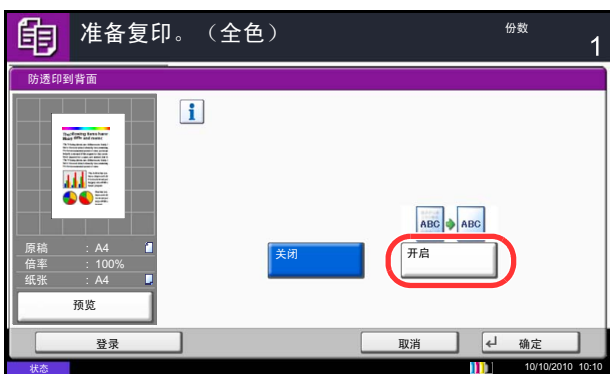 准备复印。（全色）
份数
1
防透印到背面
ABC ABC
关闭
开启
原稿 : A4
倍率 : 100%
纸张 : A4
预览
登录
取消
确定
状态
10/10/2010 10:10